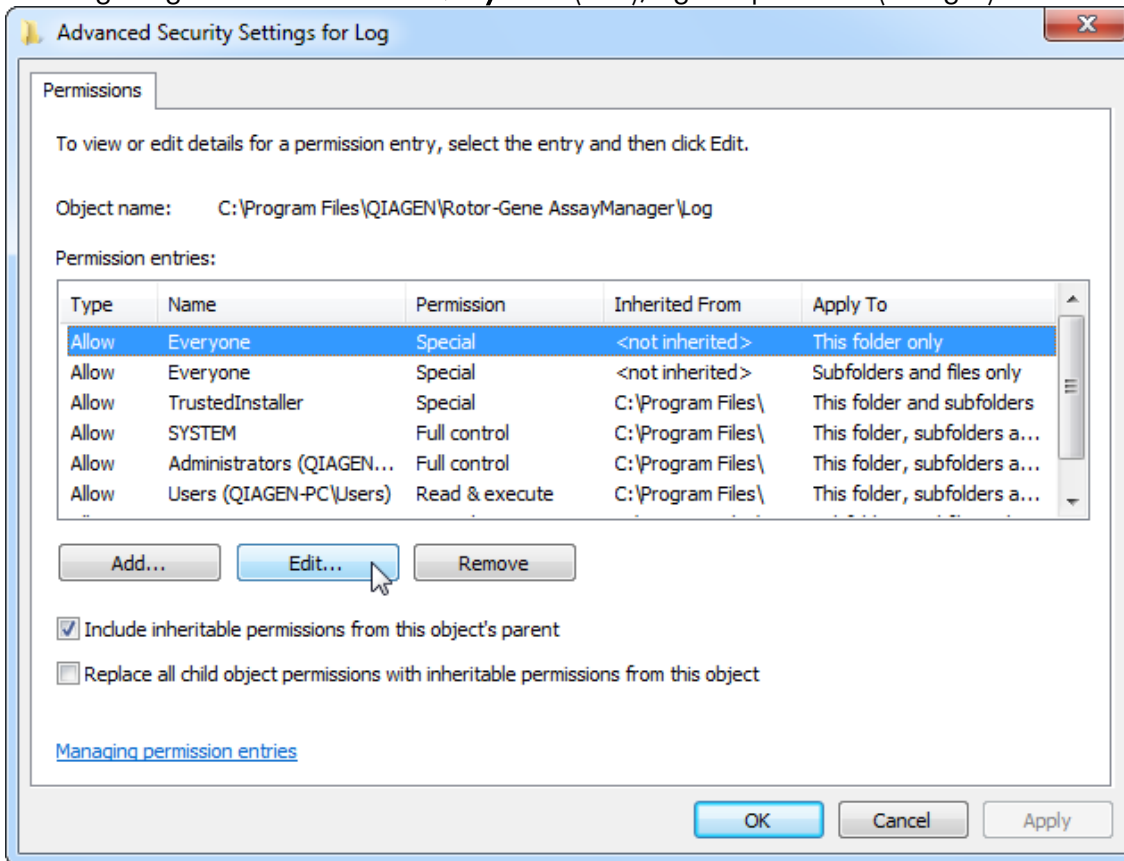 Advanced Security Settings for Log
Permissions
To view or edit details for a permission entry, select the entry and then click Edit.
Object name: C:\Program Files\QIAGEN\Rotor-Gene AssayManager\Log
Permission entries:
Type Name Permission Inherited From Apply To
Allow Everyone Special <not inherited> This folder only
Allow Everyone Special <not inherited> Subfolders and files only
Allow TrustedInstaller Special C:\Program Files\ This folder and subfolders
Allow SYSTEM Full control C:\Program Files\ This folder, subfolders a...
Allow Administrators (QIAGEN... Full control C:\Program Files\ This folder, subfolders a...
Allow Users (QIAGEN-PC\Users) Read & execute C:\Program Files\ This folder, subfolders a...
Add... Edit... Remove
Include inheritable permissions from this object's parent
Replace all child object permissions with inheritable permissions from this object
Managing permission entries
OK Cancel Apply